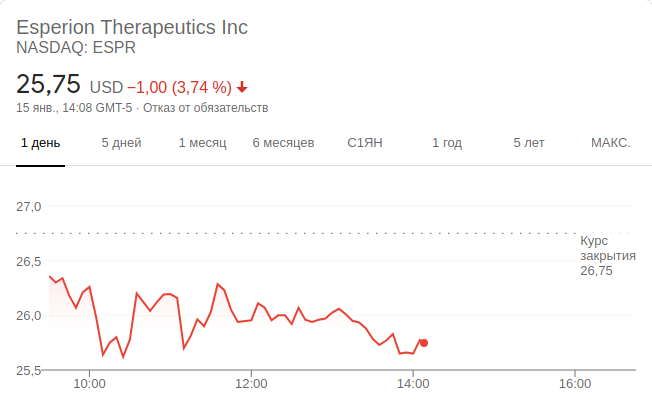 Esperion Therapeutics Inc
NASDAQ: ESPR
25,75 USD −1,00 (3,74 %)
15 янв., 14:08 GMT-5 · Отказ от обязательств
1 день 5 дней 1 месяц 6 месяцев С1ЯН 1 год 5 лет МАКС.
27,0
Курс
закрытия
26,75
26,5
26,0
25,5
10:00 12:00 14:00 16:00